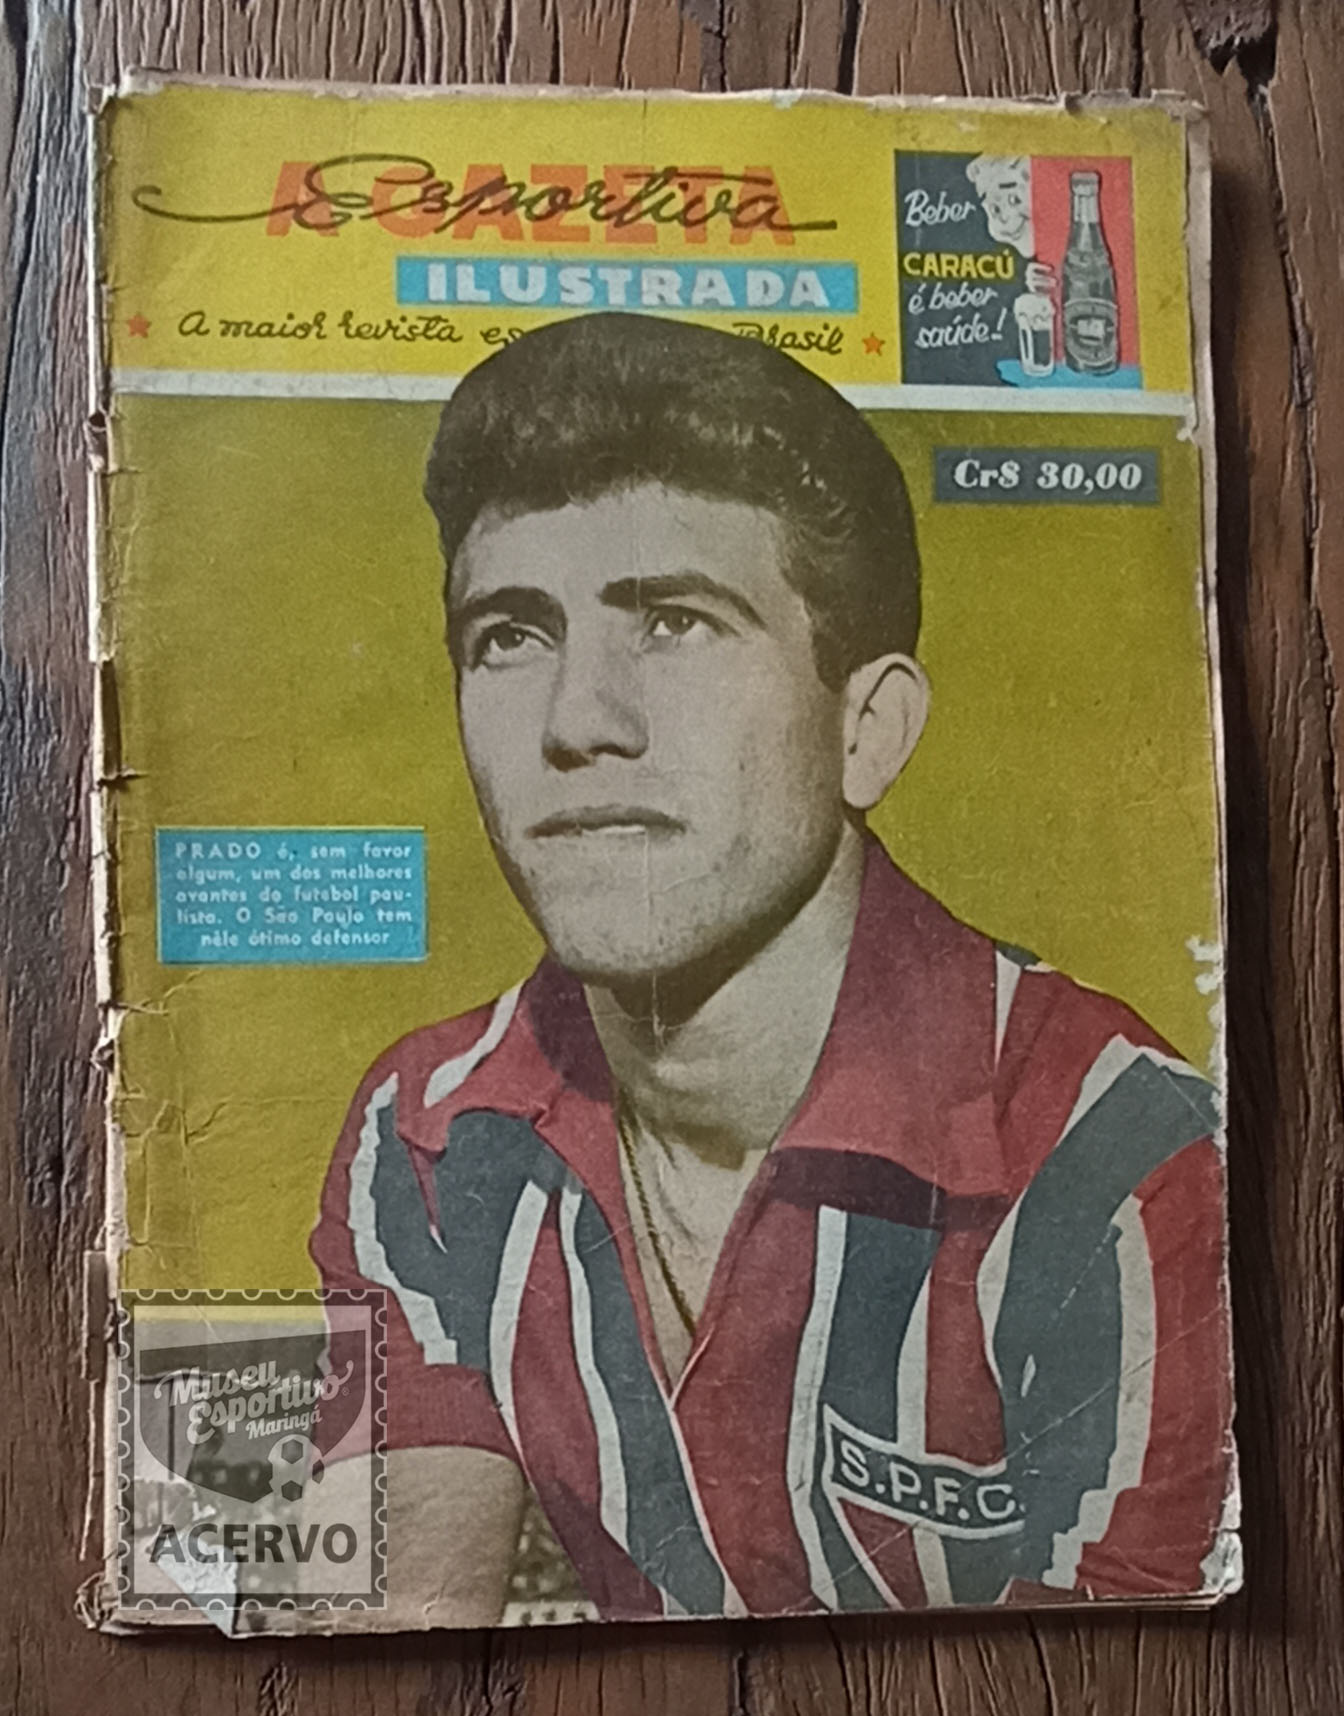 A GAZETA
Esportiva
ILUSTRADA
A maior revista Brasil
Beber
CARACÚ
é beber
saúde!
Cr$ 30,00
PRADO é, sem favor
algum, um dos melhores
avantes do futebol pau-
lista. O São Paulo tem
nêle ótimo defensor
S.P.F.C.
Museu
Esportivo
Maringá
ACERVO